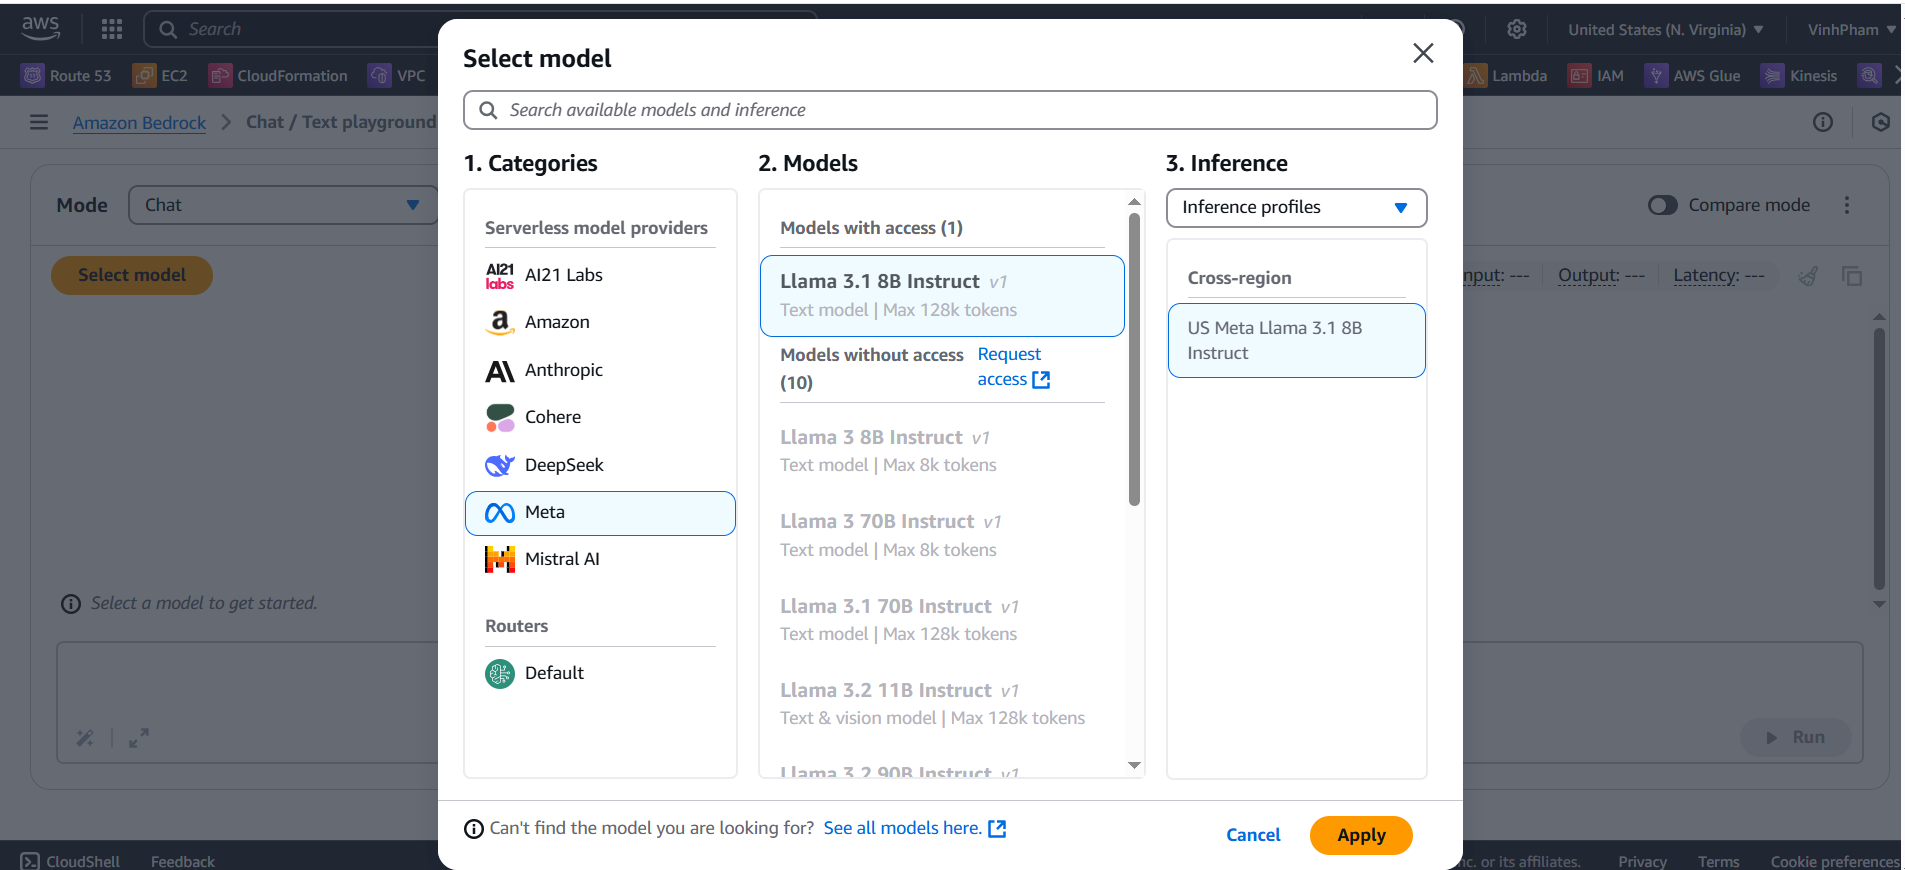 aws
Search
United States (N. Virginia)
VinhPham
Route 53
EC2
CloudFormation
VPC
Lambda
IAM
AWS Glue
Kinesis
Amazon Bedrock
Chat / Text playground
Mode
Chat
Compare mode
Select model
Output: ---
Latency: ---
Select a model to get started.
Run
Select model
Search available models and inference
1. Categories
Serverless model providers
AI21 labs
AI21 Labs
Amazon
Anthropic
Cohere
DeepSeek
Meta
Mistral AI
Routers
Default
2. Models
Models with access (1)
Llama 3.1 8B Instruct v1
Text model | Max 128k tokens
Models without access (10)
Request access
Llama 3 8B Instruct v1
Text model | Max 8k tokens
Llama 3 70B Instruct v1
Text model | Max 8k tokens
Llama 3.1 70B Instruct v1
Text model | Max 128k tokens
Llama 3.2 11B Instruct v1
Text & vision model | Max 128k tokens
Llama 3.2 90B Instruct v1
3. Inference
Inference profiles
Cross-region
US Meta Llama 3.1 8B
Instruct
Can't find the model you are looking for? See all models here.
Cancel
Apply
CloudShell
Feedback
or its affiliates.
Privacy
Terms
Cookie preferences